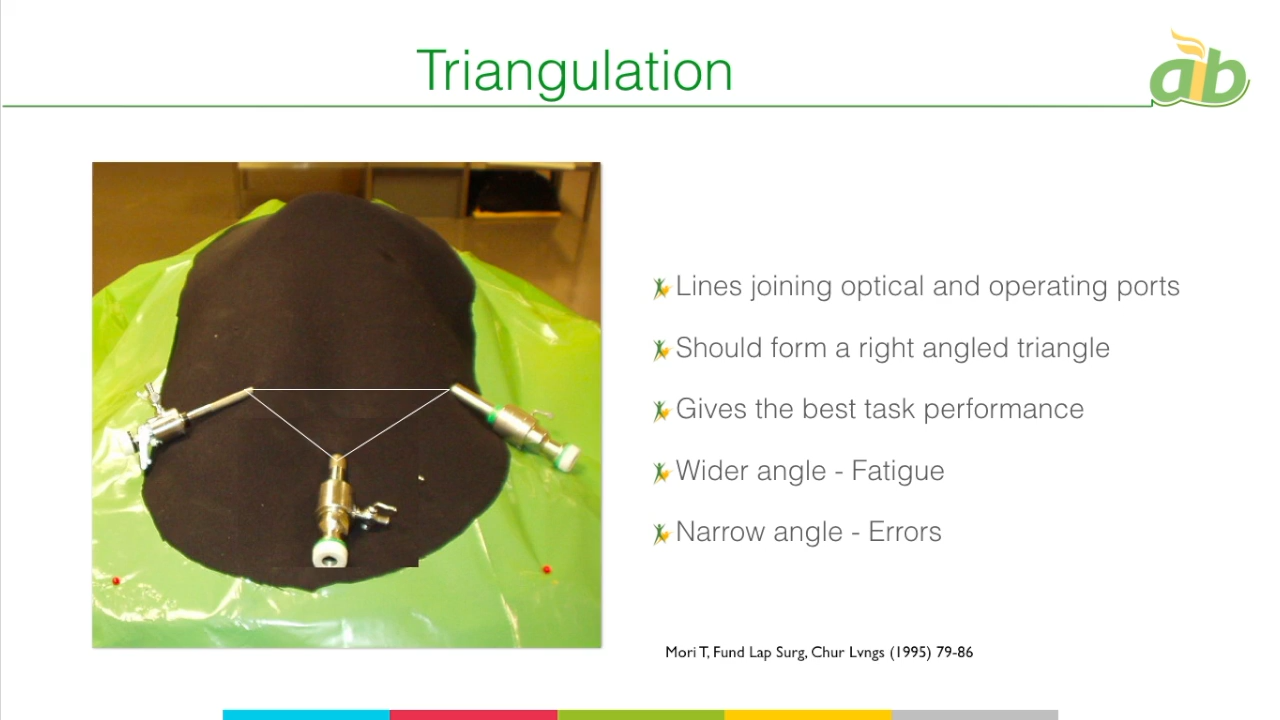 Triangulation
aib
Lines joining optical and operating ports
Should form a right angled triangle
Gives the best task performance
Wider angle - Fatigue
Narrow angle - Errors
Mori T, Fund Lap Surg, Chur Lvngs (1995) 79-86